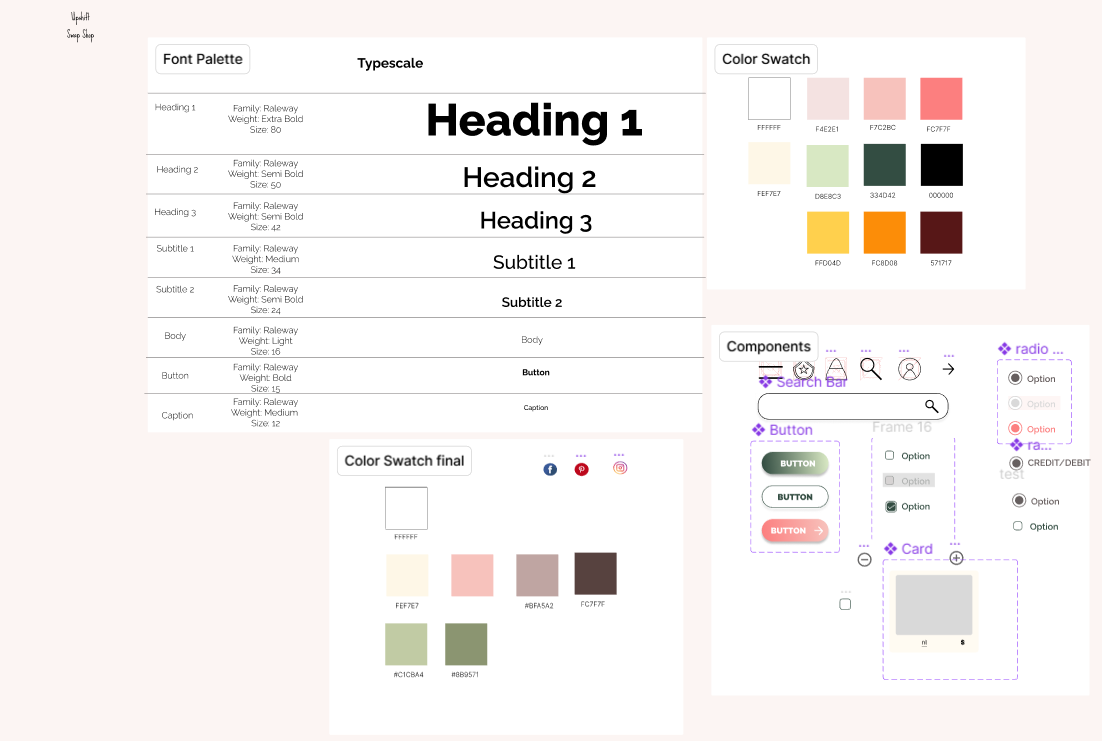 Upshift
Swap Shop
Font Palette
Typescale
Heading 1
Family: Raleway
Weight: Extra Bold
Size: 80
Heading 1
Heading 2
Family: Raleway
Weight: Semi Bold
Size: 50
Heading 2
Heading 3
Family: Raleway
Weight: Semi Bold
Size: 42
Heading 3
Subtitle 1
Family: Raleway
Weight: Medium
Size: 34
Subtitle 1
Subtitle 2
Family: Raleway
Weight: Semi Bold
Size: 24
Subtitle 2
Body
Family: Raleway
Weight: Light
Size: 16
Body
Button
Family: Raleway
Weight: Bold
Size: 15
Button
Caption
Family: Raleway
Weight: Medium
Size: 12
Caption
Color Swatch
FFFFFF
F4E2E1
F7C2BC
FC7F7F
FEF7E7
D8E8C3
334D42
000000
FFD04D
FC8D08
571717
Color Swatch final
FFFFFF
FEF7E7
#BFA5A2
FC7F7F
#C1CBA4
#8B9571
Components
Search Bar
Button
BUTTON
BUTTON
BUTTON
Frame 16
Option
Option
Option
radio ...
Option
Option
Option
ra...
CREDIT/DEBIT
test
Option
Option
Card
nl
$